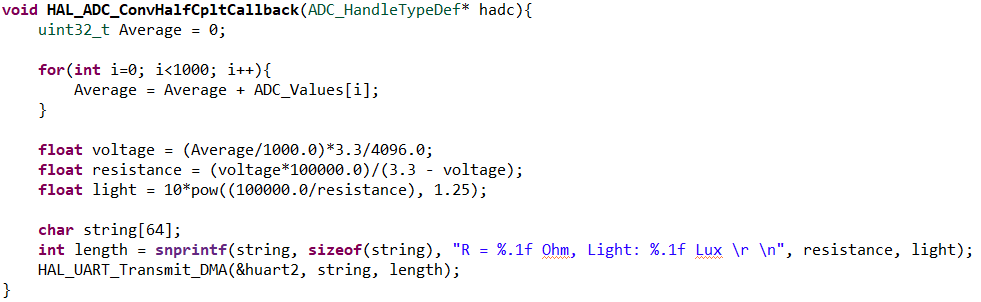 void HAL_ADC_ConvHalfCpltCallback(ADC_HandleTypeDef* hadc){
    uint32_t Average = 0;

    for(int i=0; i<1000; i++){
        Average = Average + ADC_Values[i];
    }

    float voltage = (Average/1000.0)*3.3/4096.0;
    float resistance = (voltage*100000.0)/(3.3 - voltage);
    float light = 10*pow((100000.0/resistance), 1.25);

    char string[64];
    int length = snprintf(string, sizeof(string), "R = %.1f Ohm, Light: %.1f Lux \r \n", resistance, light);
    HAL_UART_Transmit_DMA(&huart2, string, length);
}